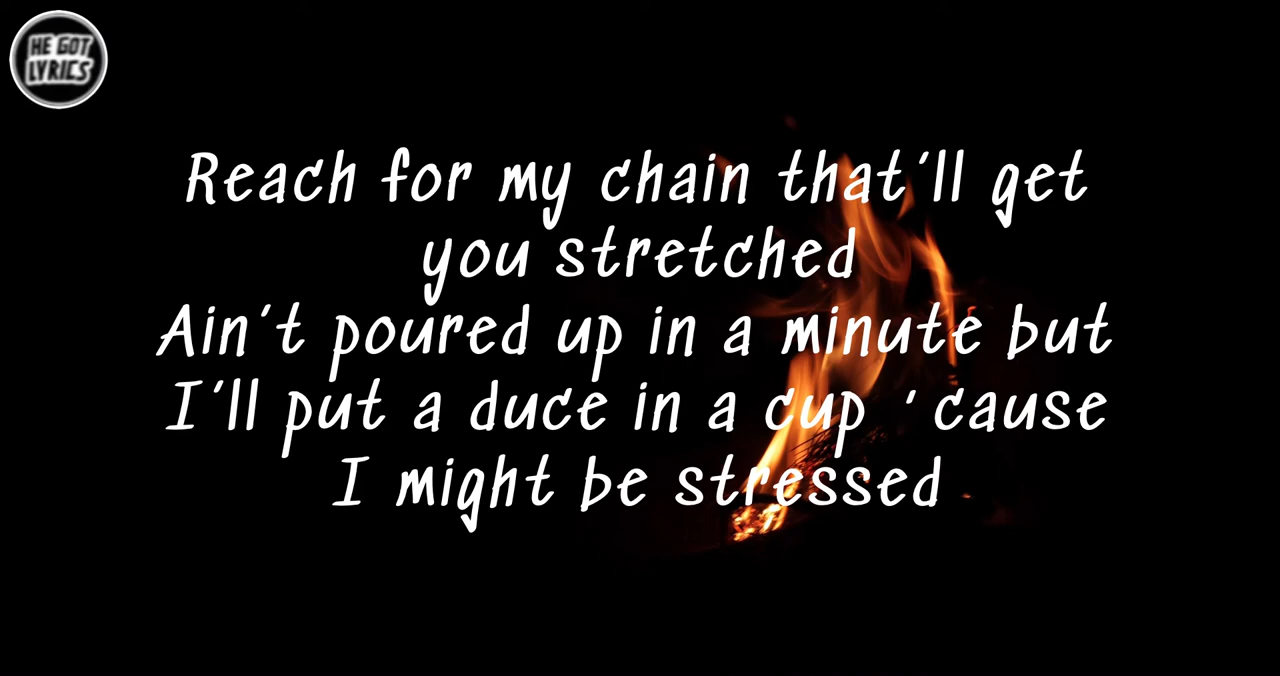 HE GOT
LYRICS
Reach for my chain that'll get
you stretched
Ain't poured up in a minute but
I'll put a duce in a cup 'cause
I might be stressed